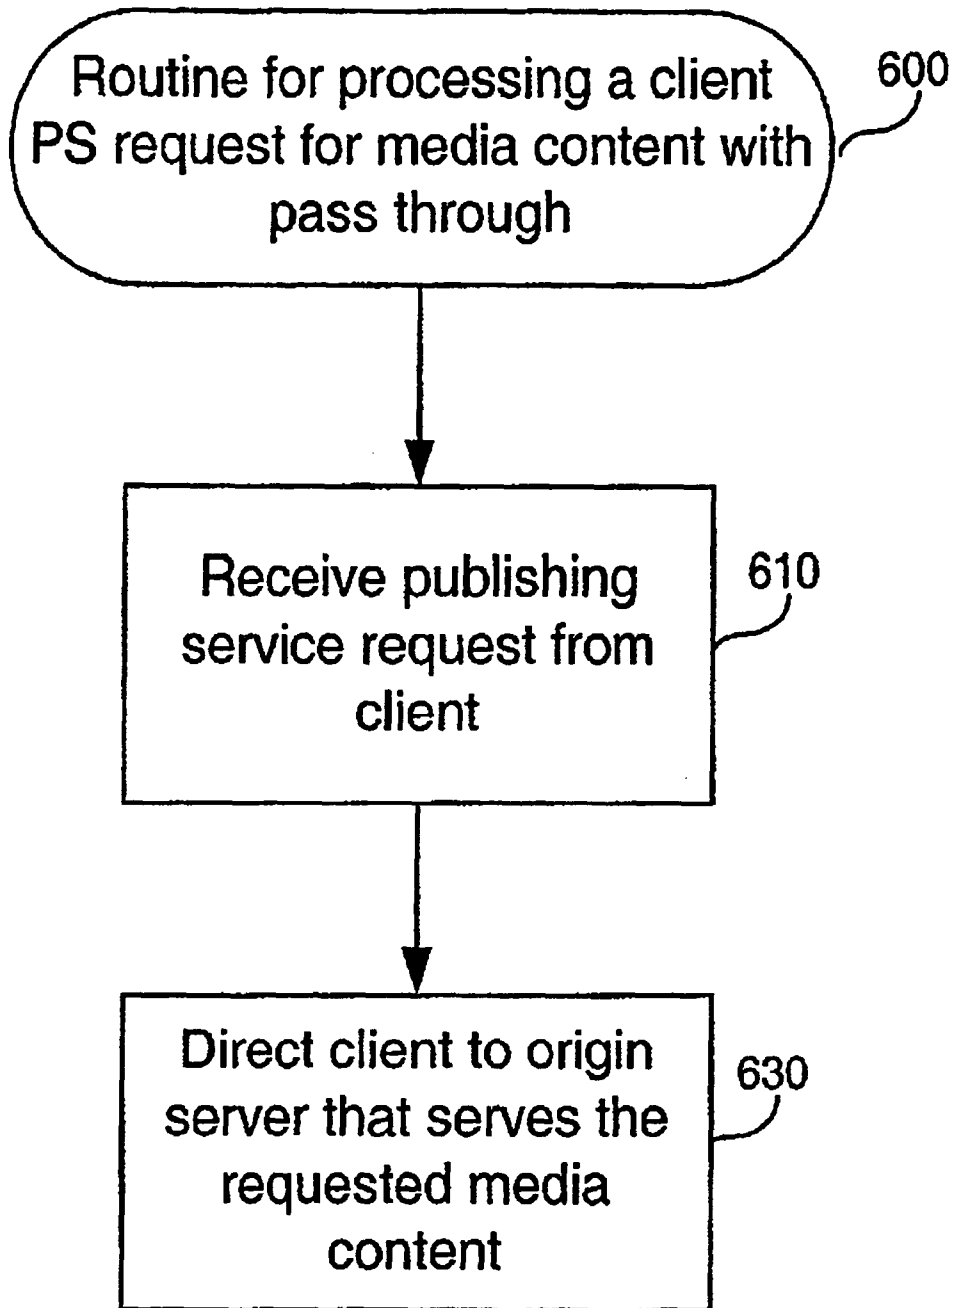 Routine for processing a client
PS request for media content with
pass through
600
Receive publishing
service request from
client
610
Direct client to origin
server that serves the
requested media
content
630